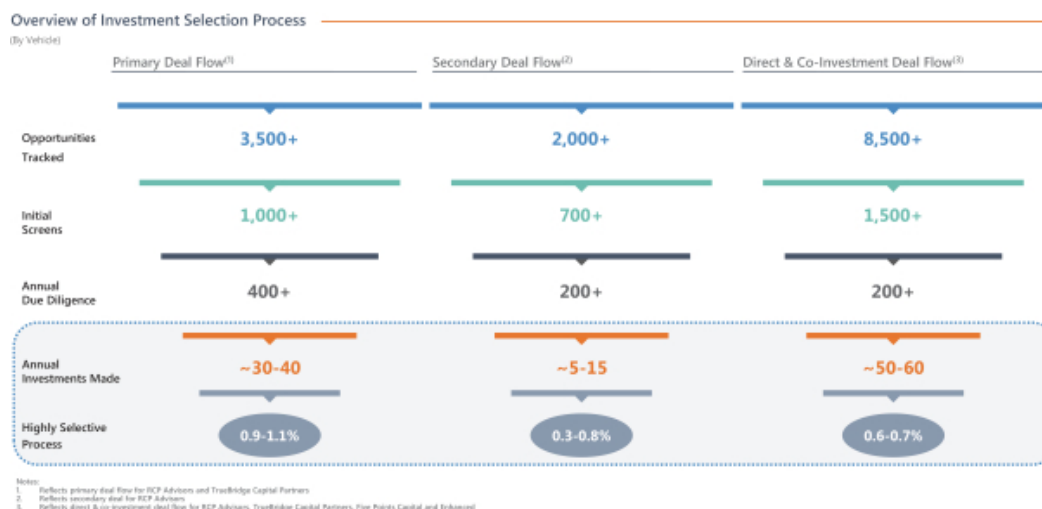 Overview of Investment Selection Process
(By Vehicle)
Primary Deal Flow(1) Secondary Deal Flow(2) Direct & Co-Investment Deal Flow(3)
Opportunities
Tracked
3,500+ 2,000+ 8,500+
Initial
Screens
1,000+ 700+ 1,500+
Annual
Due Diligence
400+ 200+ 200+
Annual
Investments Made
~30-40 ~5-15 ~50-60
Highly Selective
Process
0.9-1.1% 0.3-0.8% 0.6-0.7%
Notes:
1. Reflects primary deal flow for RCP Advisors and TrueBridge Capital Partners
2. Reflects secondary deal for RCP Advisors
3. Reflects direct & co-investment deal flow for RCP Advisors, TrueBridge Capital Partners, Five Points Capital and Enhanced